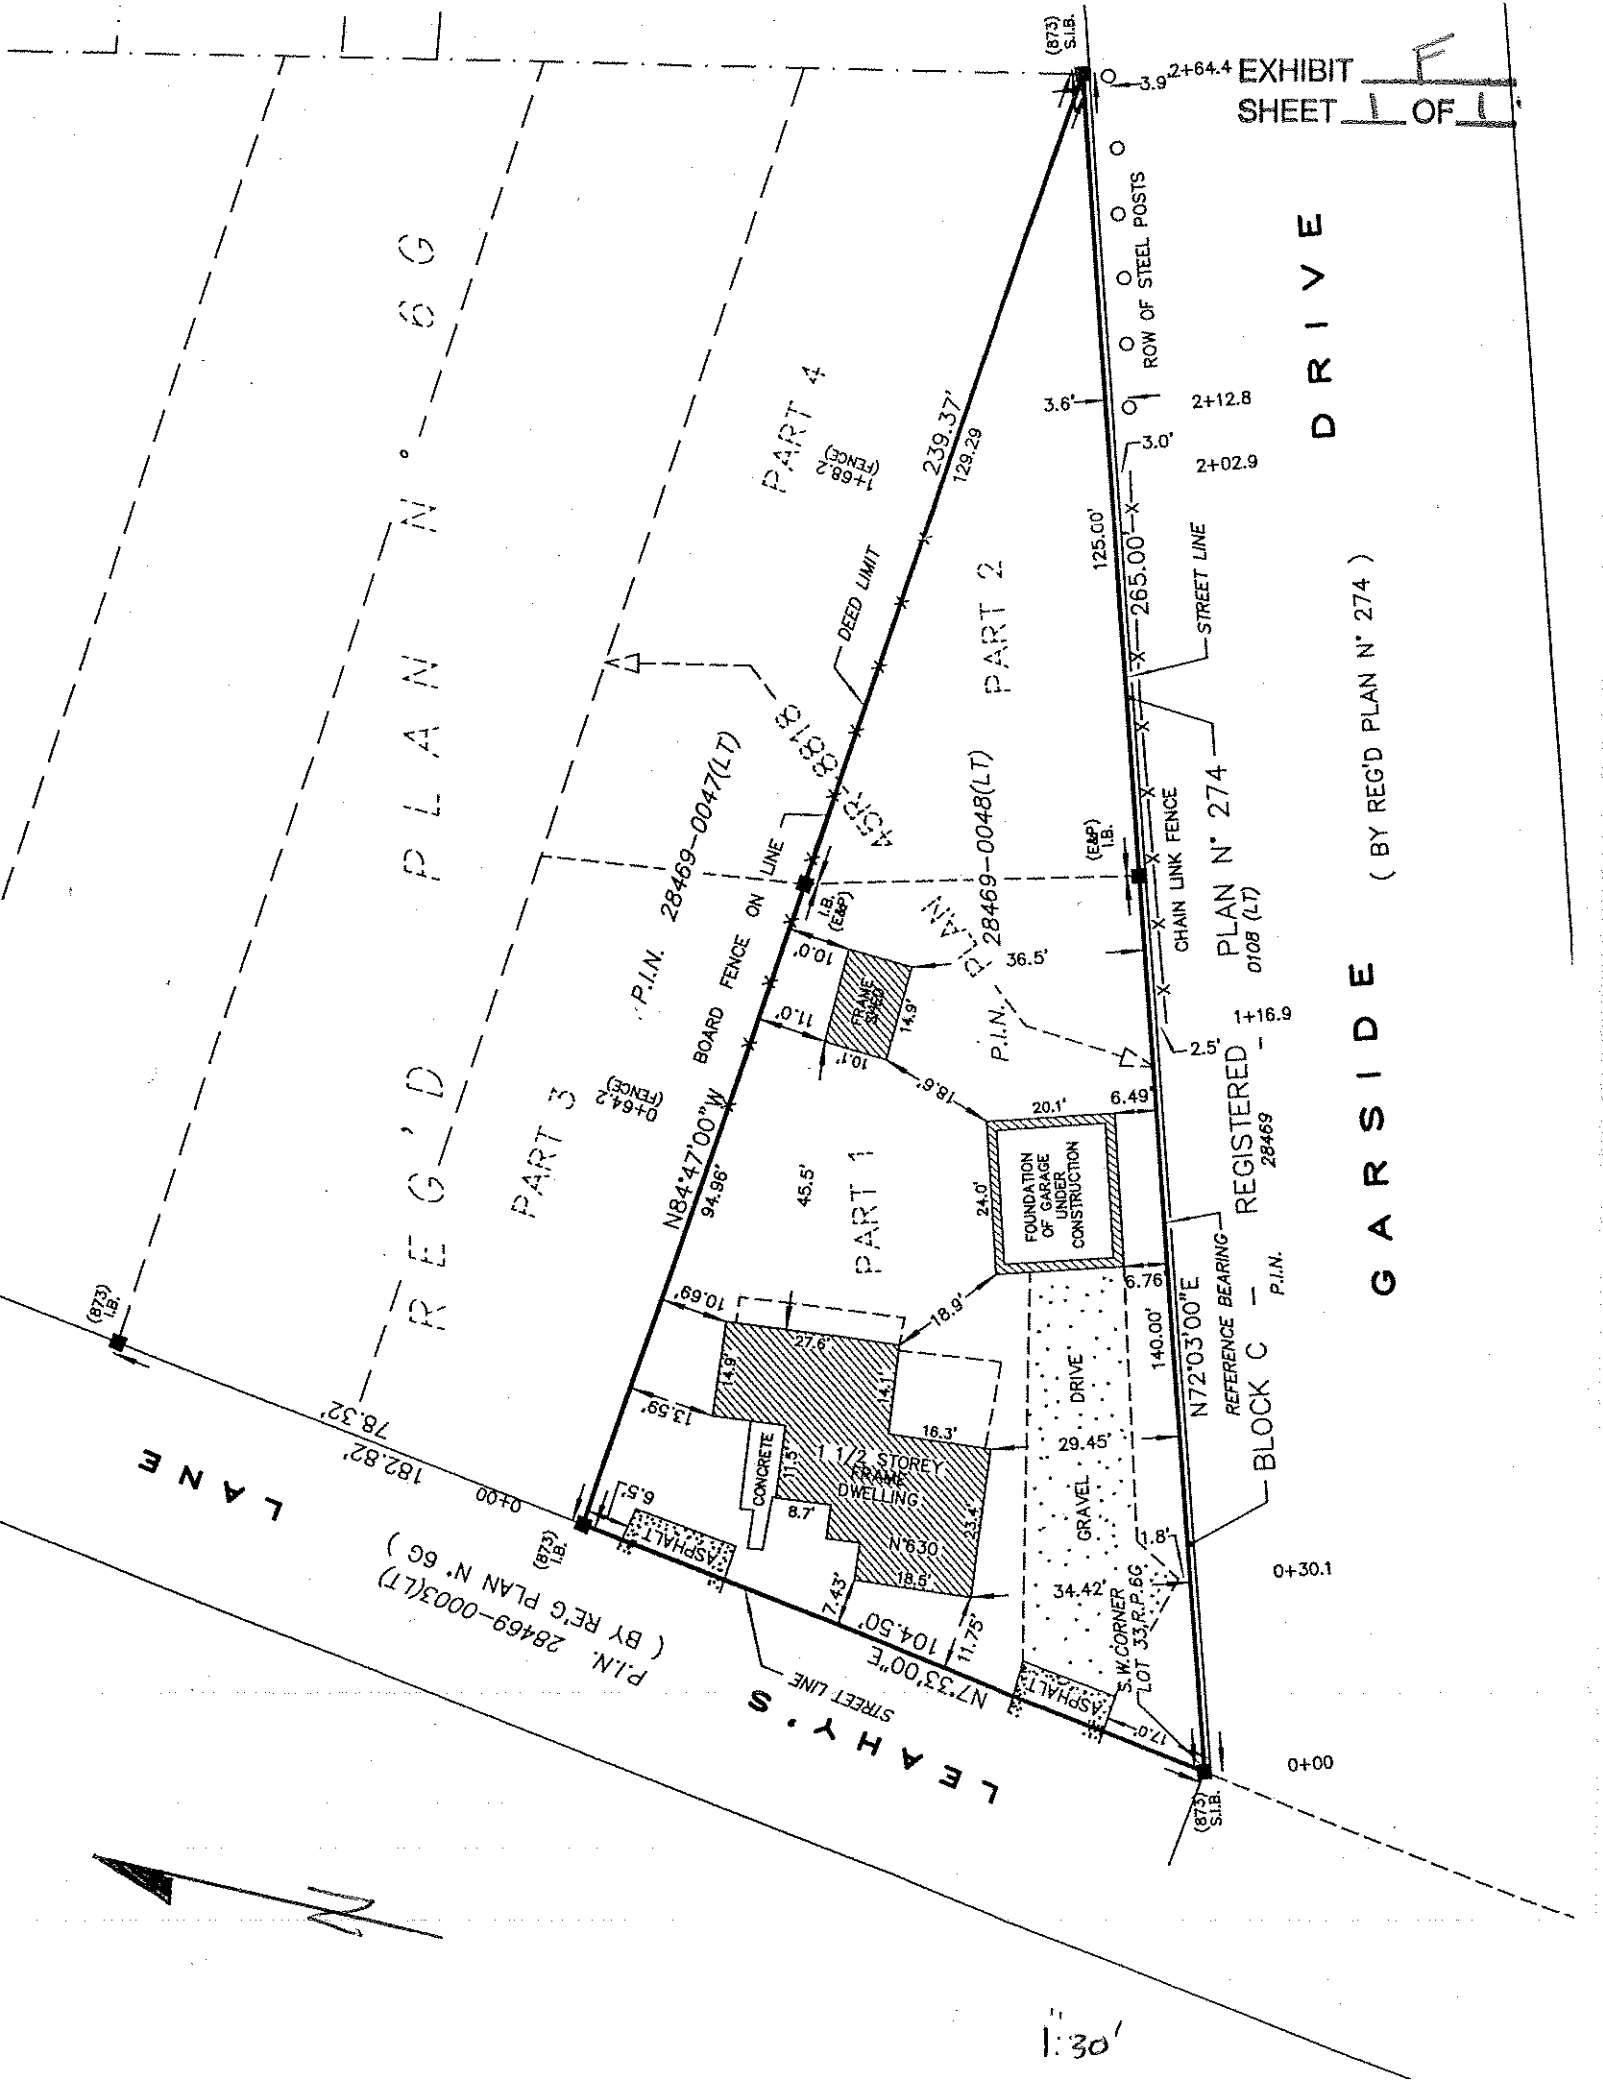 EXHIBIT F
SHEET 1 OF 1
(873)
S.I.B.
3.9'
2+64.4
ROW OF STEEL POSTS
3.6'
2+12.8
3.0'
2+02.9
DRIVE
GARSIDE
( BY REG'D PLAN N° 274 )
REG'D PLAN N° 6G
PART 4
1+68.2
(FENCE)
239.37'
129.29
125.00'
265.00'
STREET LINE
DEED LIMIT
PART 2
45R-8818
PLAN
P.I.N. 28469-0047(LT)
P.I.N. 28469-0048(LT)
BOARD FENCE ON LINE
I.B.
(E&P)
(E&P)
I.B.
CHAIN LINK FENCE
BLOCK C - REGISTERED - PLAN N° 274
P.I.N. 28469 0108 (LT)
1+16.9
2.5'
36.5'
10.0'
11.0'
FRAME
SHED
14.9'
10.1'
18.6'
PART 3
0+64.2
(FENCE)
N84°47'00"W
94.96'
45.5'
PART 1
20.1'
6.49'
24.0'
FOUNDATION
OF GARAGE
UNDER
CONSTRUCTION
6.76
18.9'
10.69'
27.6'
14.9'
14.1'
13.59'
16.3'
CONCRETE
11.5'
8.7'
1 1/2 STOREY
FRAME
DWELLING
N°630
23.4'
18.5'
29.45'
34.42'
GRAVEL DRIVE
140.00'
N72°03'00"E
REFERENCE BEARING
1.8'
0+30.1
S.W.CORNER
LOT 33,R.P.6G
ASPHALT
6.5'
ASPHALT
17.0'
7.43'
11.75'
104.50'
N7°33'00"E
STREET LINE
0+00
(873)
S.I.B.
(873)
I.B.
(873)
I.B.
78.32'
182.82'
0+00
LEAHY'S LANE
( BY RE'G PLAN N° 6G )
P.I.N. 28469-0003(LT)
N
1":30'